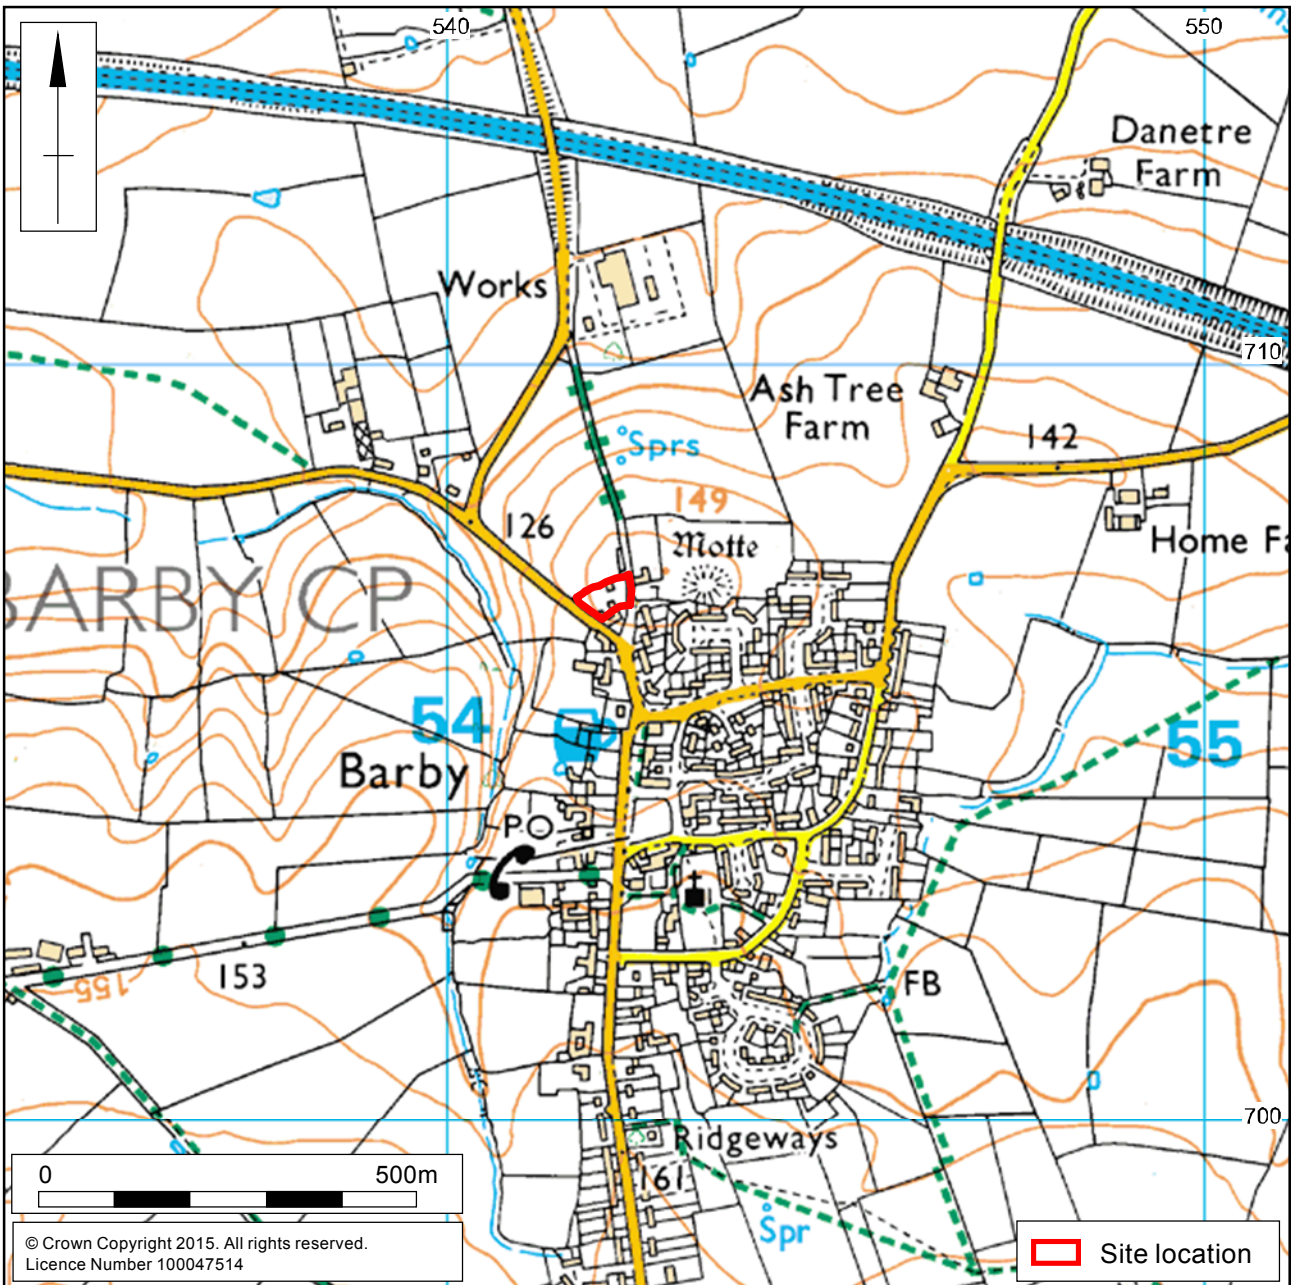 540
550
Danetre
Farm
Works
710
Ash Tree
Farm
142
Sprs
149
126
Motte
Home Fa
BARBY CP
54
55
Barby
PO
153
155
FB
700
Ridgeways
161
Spr
0 500m
© Crown Copyright 2015. All rights reserved.
Licence Number 100047514
Site location